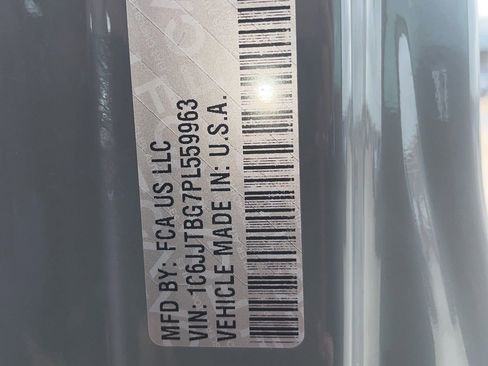 MFD BY: FCA US LLC
VIN: 1C6JJTBG7PL559963
VEHICLE MADE IN: U.S.A.